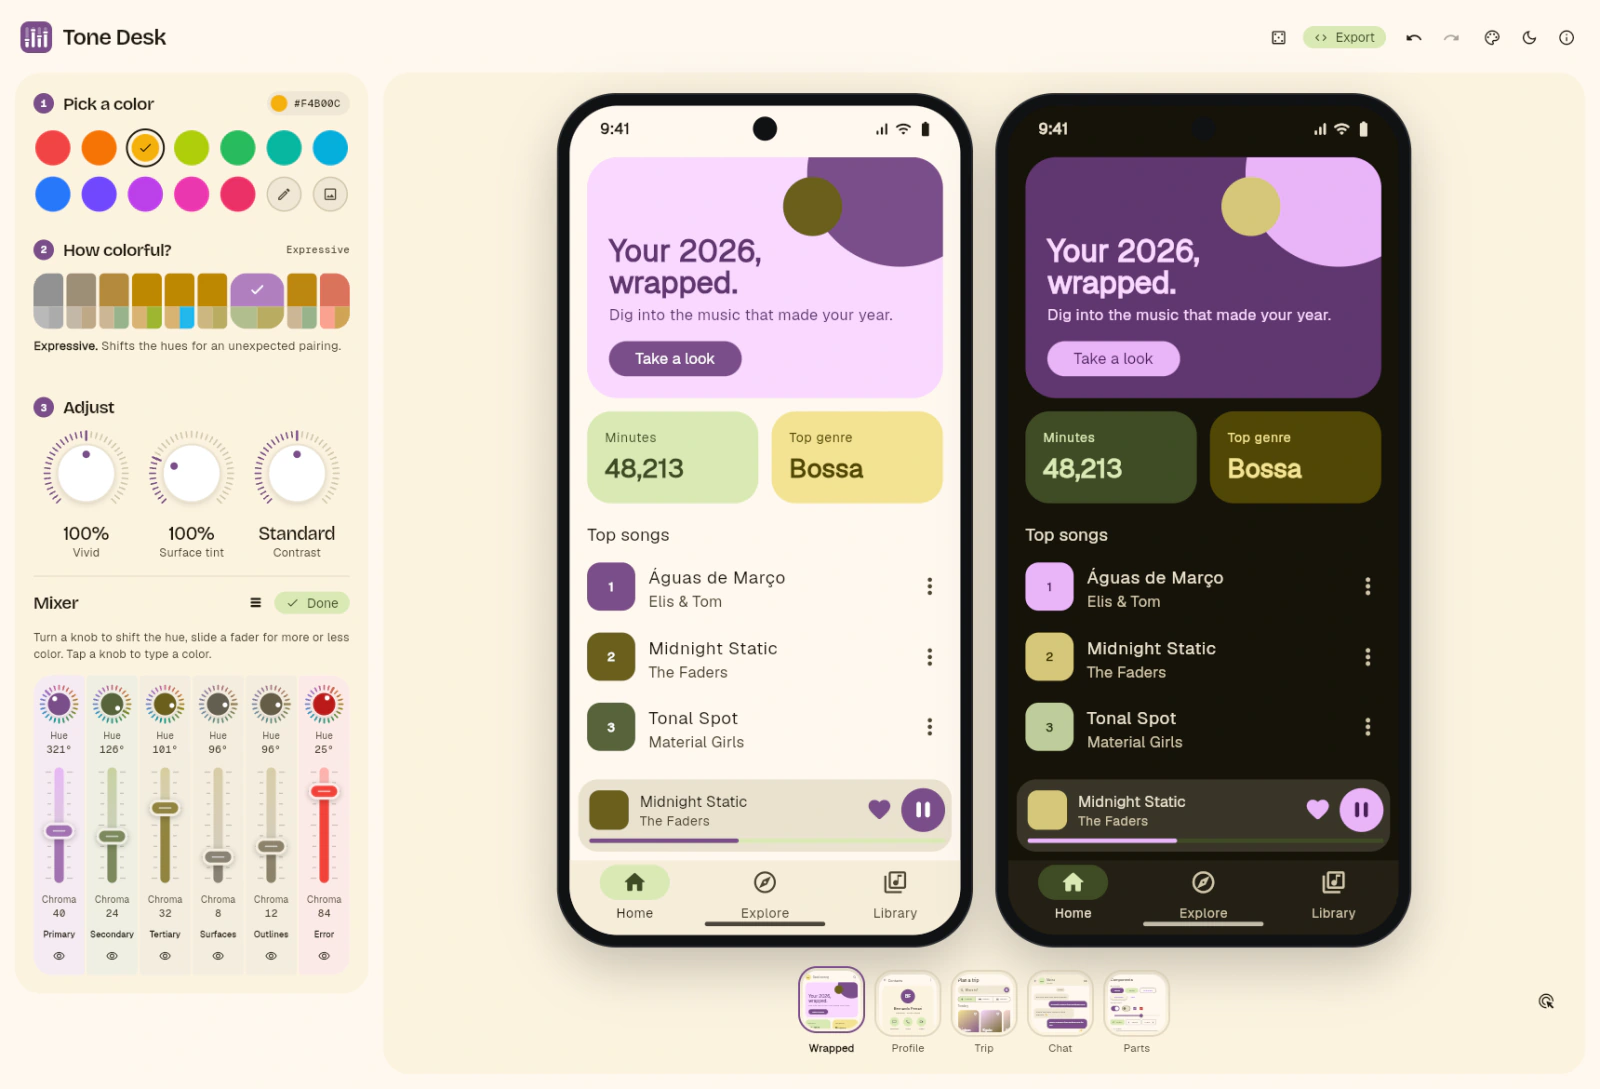 Tone Desk
Export
1 Pick a color #F4B00C
2 How colorful? Expressive
Expressive. Shifts the hues for an unexpected pairing.
3 Adjust
100% 100% Standard
Vivid Surface tint Contrast
Mixer Done
Turn a knob to shift the hue, slide a fader for more or less
color. Tap a knob to type a color.
Hue Hue Hue Hue Hue Hue
321° 126° 101° 96° 96° 25°
Chroma Chroma Chroma Chroma Chroma Chroma
40 24 32 8 12 84
Primary Secondary Tertiary Surfaces Outlines Error
9:41
Your 2026,
wrapped.
Dig into the music that made your year.
Take a look
Minutes
48,213
Top genre
Bossa
Top songs
1 Águas de Março
Elis & Tom
2 Midnight Static
The Faders
3 Tonal Spot
Material Girls
Midnight Static
The Faders
Home Explore Library
9:41
Your 2026,
wrapped.
Dig into the music that made your year.
Take a look
Minutes
48,213
Top genre
Bossa
Top songs
1 Águas de Março
Elis & Tom
2 Midnight Static
The Faders
3 Tonal Spot
Material Girls
Midnight Static
The Faders
Home Explore Library
Wrapped Profile Trip Chat Parts